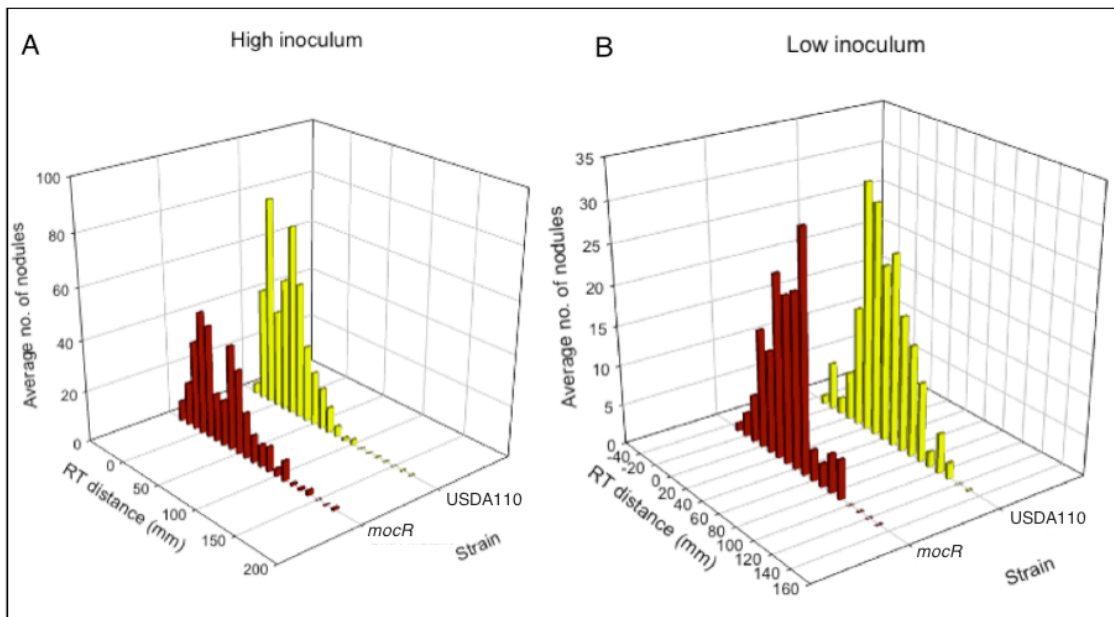 A
High inoculum
Average no. of nodules
100
80
60
40
20
0
RT distance (mm)
0
50
100
150
200
Strain
mocR
USDA110
B
Low inoculum
Average no. of nodules
35
30
25
20
15
10
5
0
RT distance (mm)
-40
-20
0
20
40
60
80
100
120
140
160
Strain
mocR
USDA110